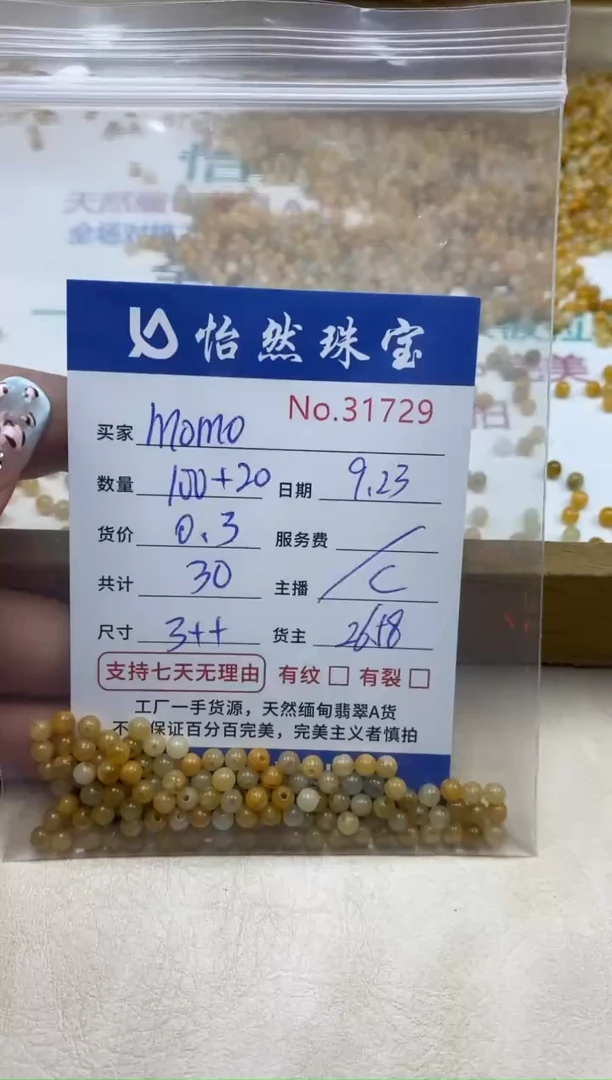 怡然珠宝
No.31729
买家 momo
数量 100+20 日期 9.23
货价 0.3 服务费 /
共计 30 主播 C
尺寸 3++ 货主
支持七天无理由 有纹 □ 有裂 □
工厂一手货源，天然缅甸翡翠A货
不 保证百分百完美，完美主义者慎拍